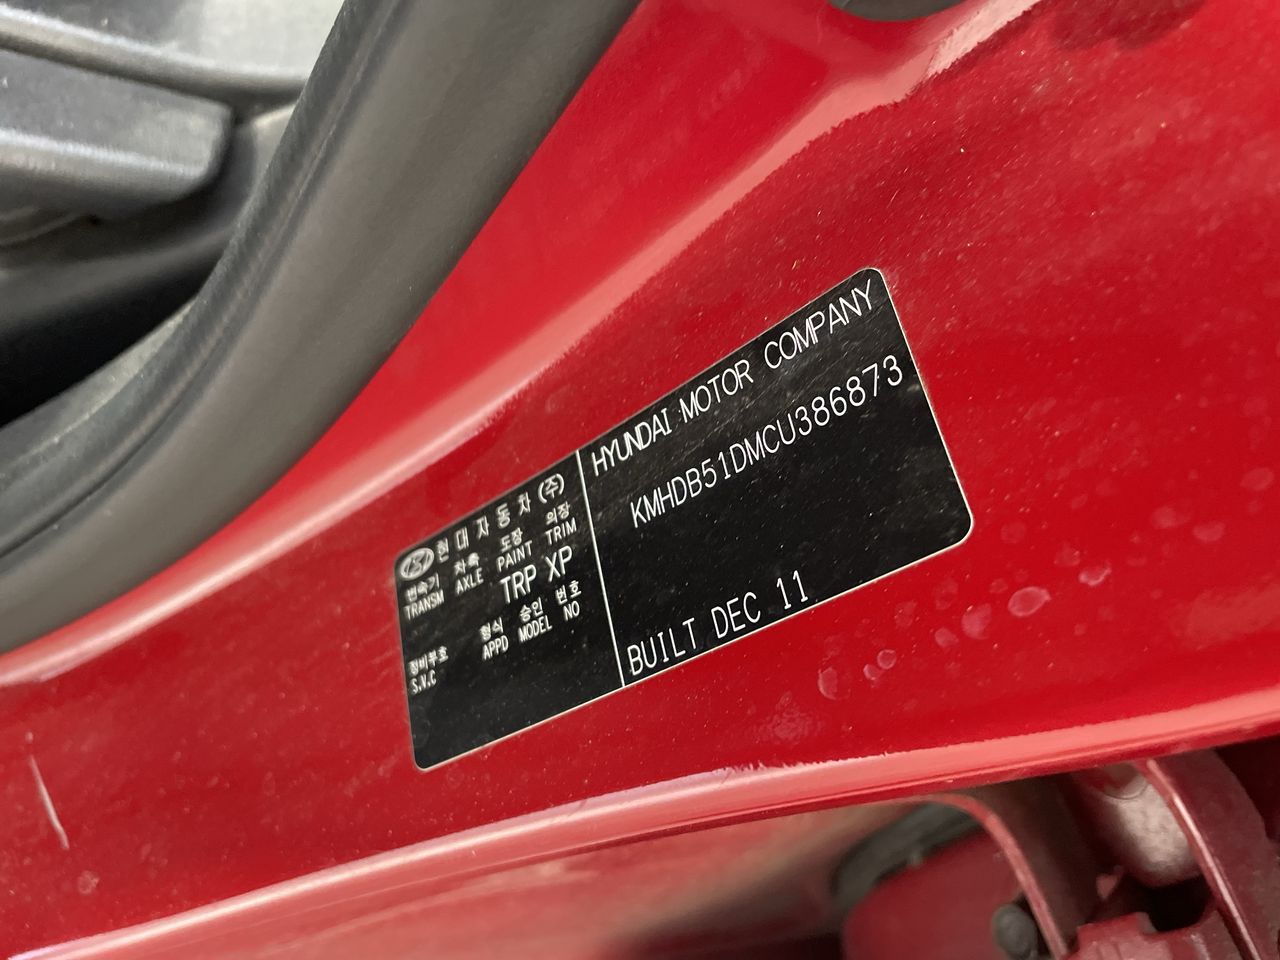 현대자동차(주)
변속기 차축 도장 의장
TRANSM AXLE PAINT TRIM
TRP XP
형식 승인 번호
APPD MODEL NO
정비부호
S.V.C
HYUNDAI MOTOR COMPANY
KMHDB51DMCU386873
BUILT DEC 11